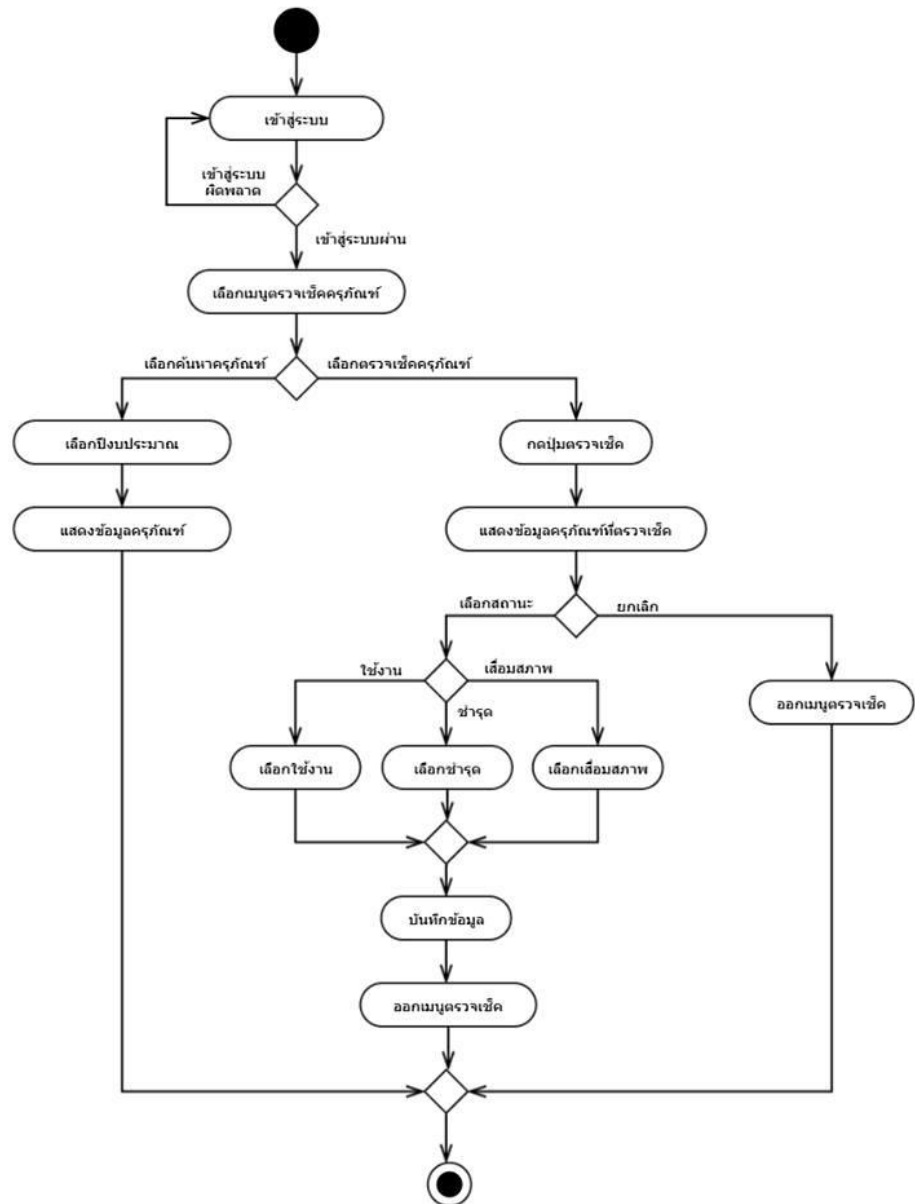 เข้าสู่ระบบ
เข้าสู่ระบบ
ผิดพลาด
เข้าสู่ระบบผ่าน
เลือกเมนูตรวจเช็คครุภัณฑ์
เลือกค้นหาครุภัณฑ์
เลือกตรวจเช็คครุภัณฑ์
เลือกปีงบประมาณ
กดปุ่มตรวจเช็ค
แสดงข้อมูลครุภัณฑ์
แสดงข้อมูลครุภัณฑ์ที่ตรวจเช็ค
เลือกสถานะ
ยกเลิก
ใช้งาน
เสื่อมสภาพ
ชำรุด
ออกเมนูตรวจเช็ค
เลือกใช้งาน
เลือกชำรุด
เลือกเสื่อมสภาพ
บันทึกข้อมูล
ออกเมนูตรวจเช็ค